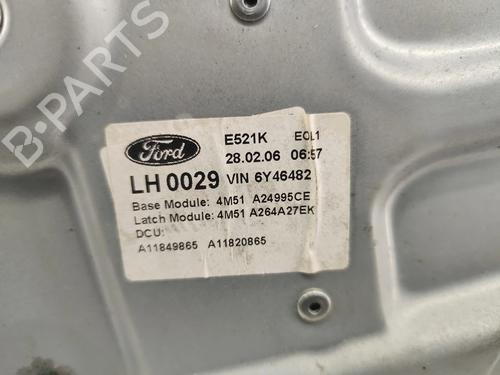 B-PARTS
Ford
E521K EOL1
28.02.06 06:57
LH 0029 VIN 6Y46482
Base Module: 4M51 A24995CE
Latch Module: 4M51 A264A27EK
DCU:
A11849865 A11820865